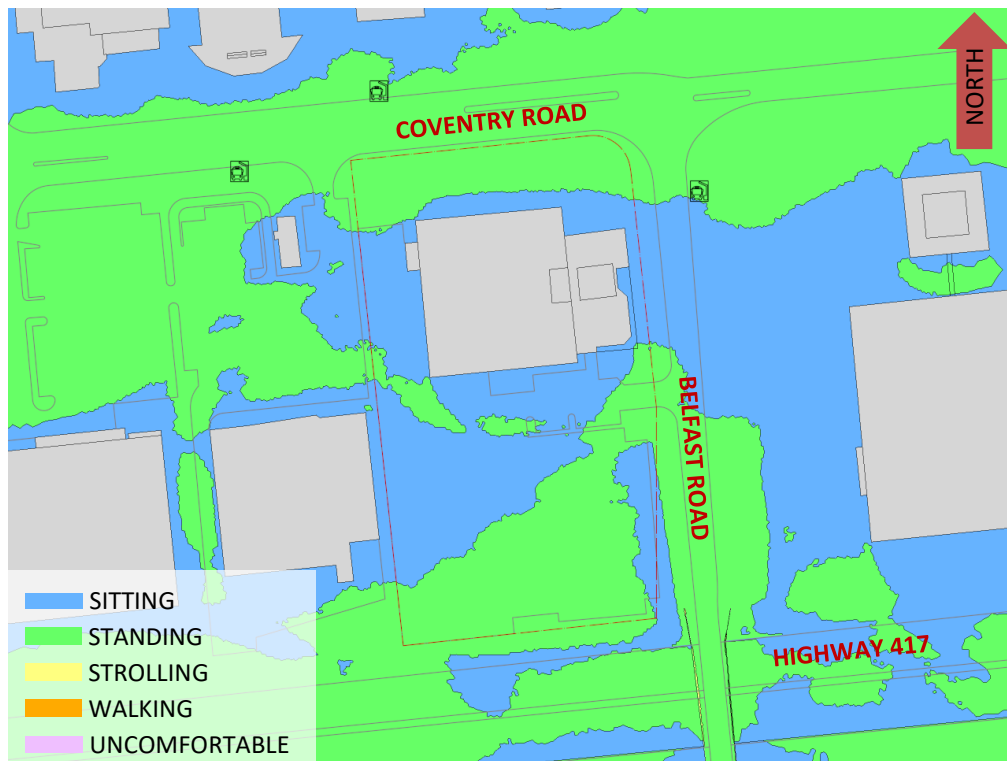 NORTH
COVENTRY ROAD
BELFAST ROAD
HIGHWAY 417
SITTING
STANDING
STROLLING
WALKING
UNCOMFORTABLE